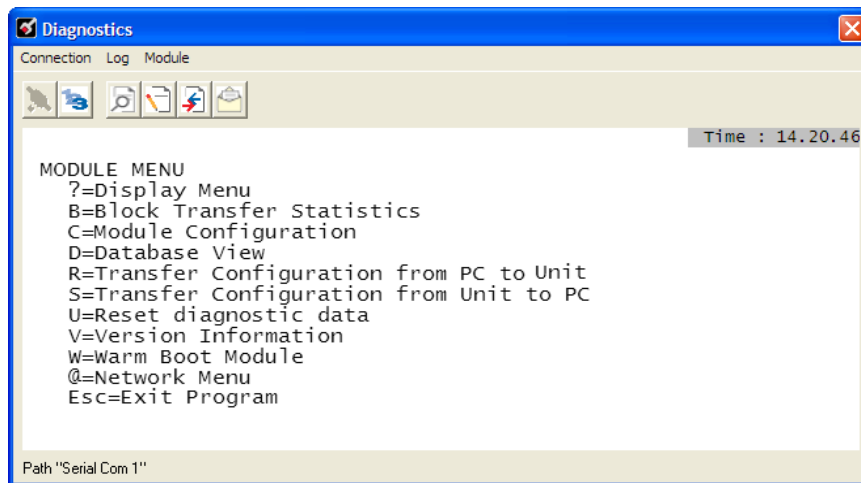 Diagnostics
Connection Log Module
Time : 14.20.46
MODULE MENU
?=Display Menu
B=Block Transfer Statistics
C=Module Configuration
D=Database View
R=Transfer Configuration from PC to Unit
S=Transfer Configuration from Unit to PC
U=Reset diagnostic data
V=Version Information
W=Warm Boot Module
@=Network Menu
Esc=Exit Program
Path "Serial Com 1"